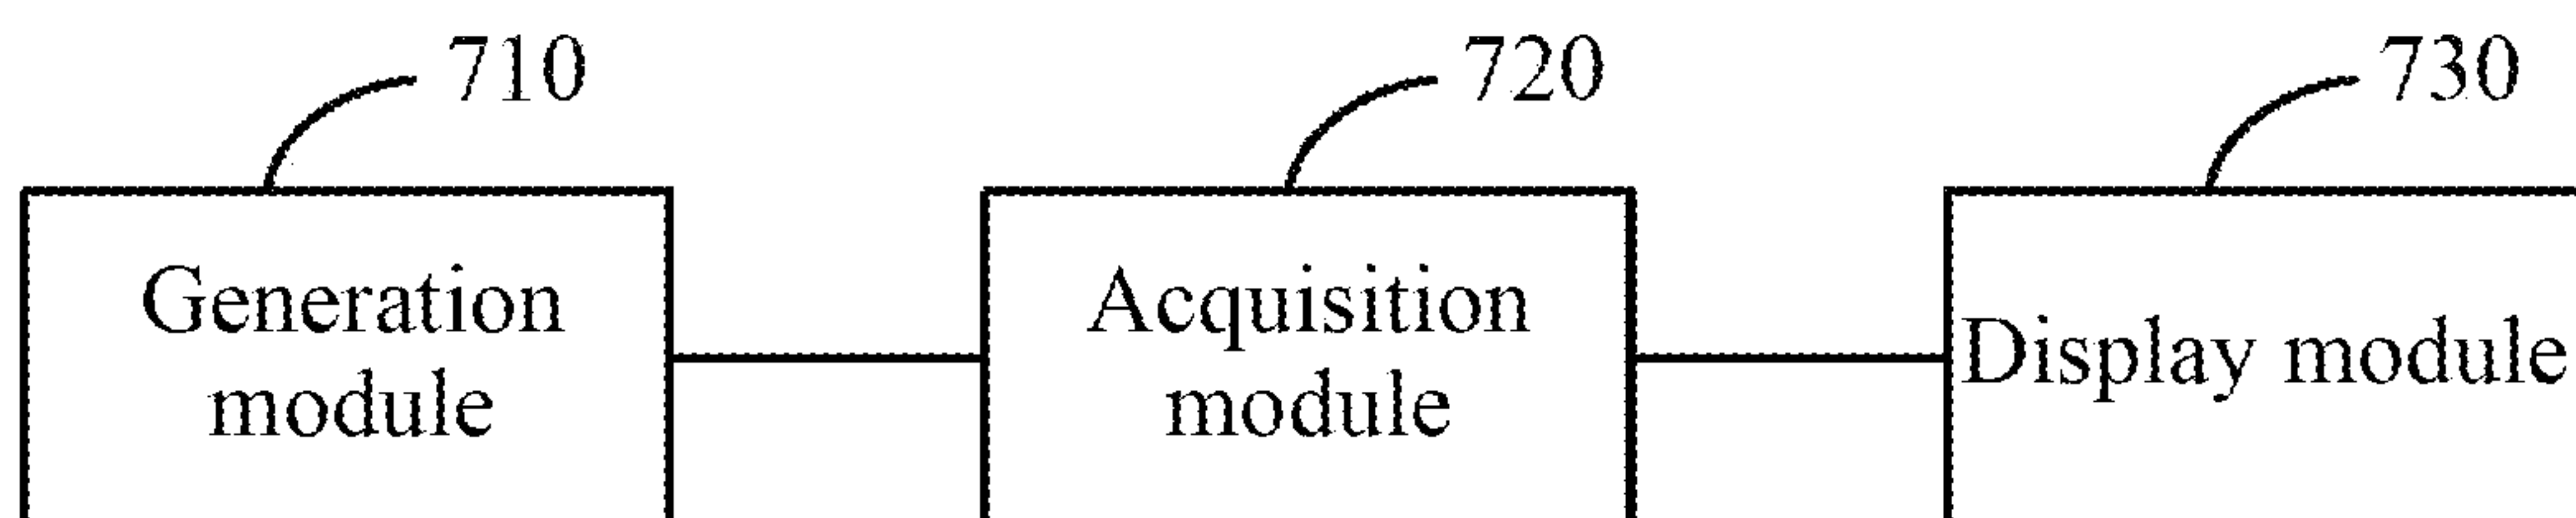 710
720
730
Generation
module
Acquisition
module
Display module